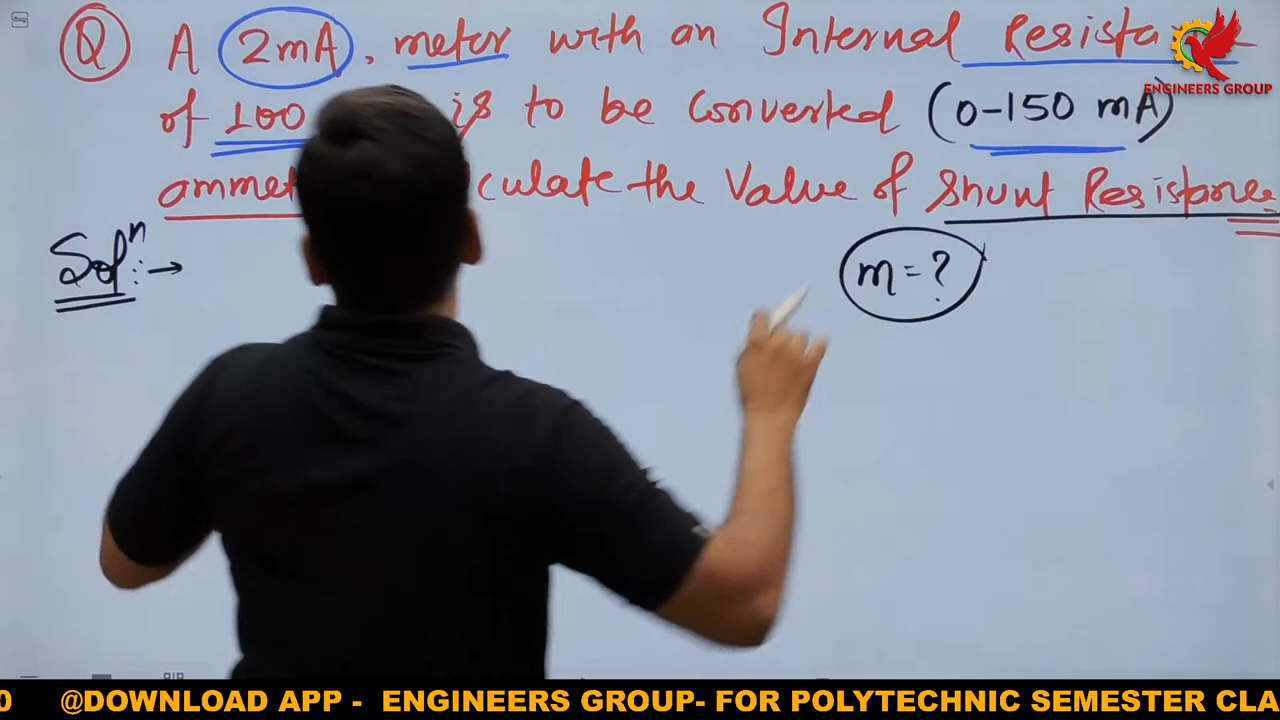 Q A 2mA, meter with an Internal Resista
of 100 is to be converted (0-150 mA)
ammet culate the Value of shunt Resistance
Solⁿ :→
m = ?
ENGINEERS GROUP
0 @DOWNLOAD APP - ENGINEERS GROUP- FOR POLYTECHNIC SEMESTER CLA